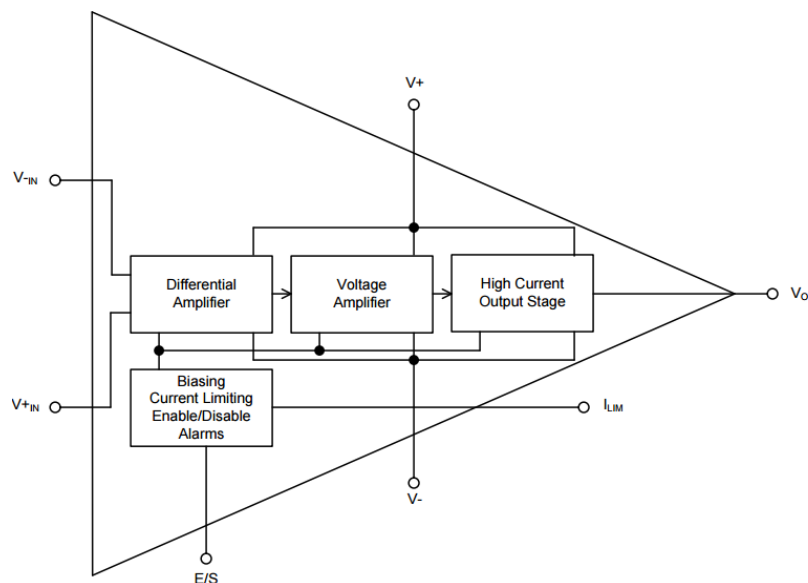 V+
V-IN
Differential
Amplifier
Voltage
Amplifier
High Current
Output Stage
VO
V+IN
Biasing
Current Limiting
Enable/Disable
Alarms
ILIM
V-
E/S